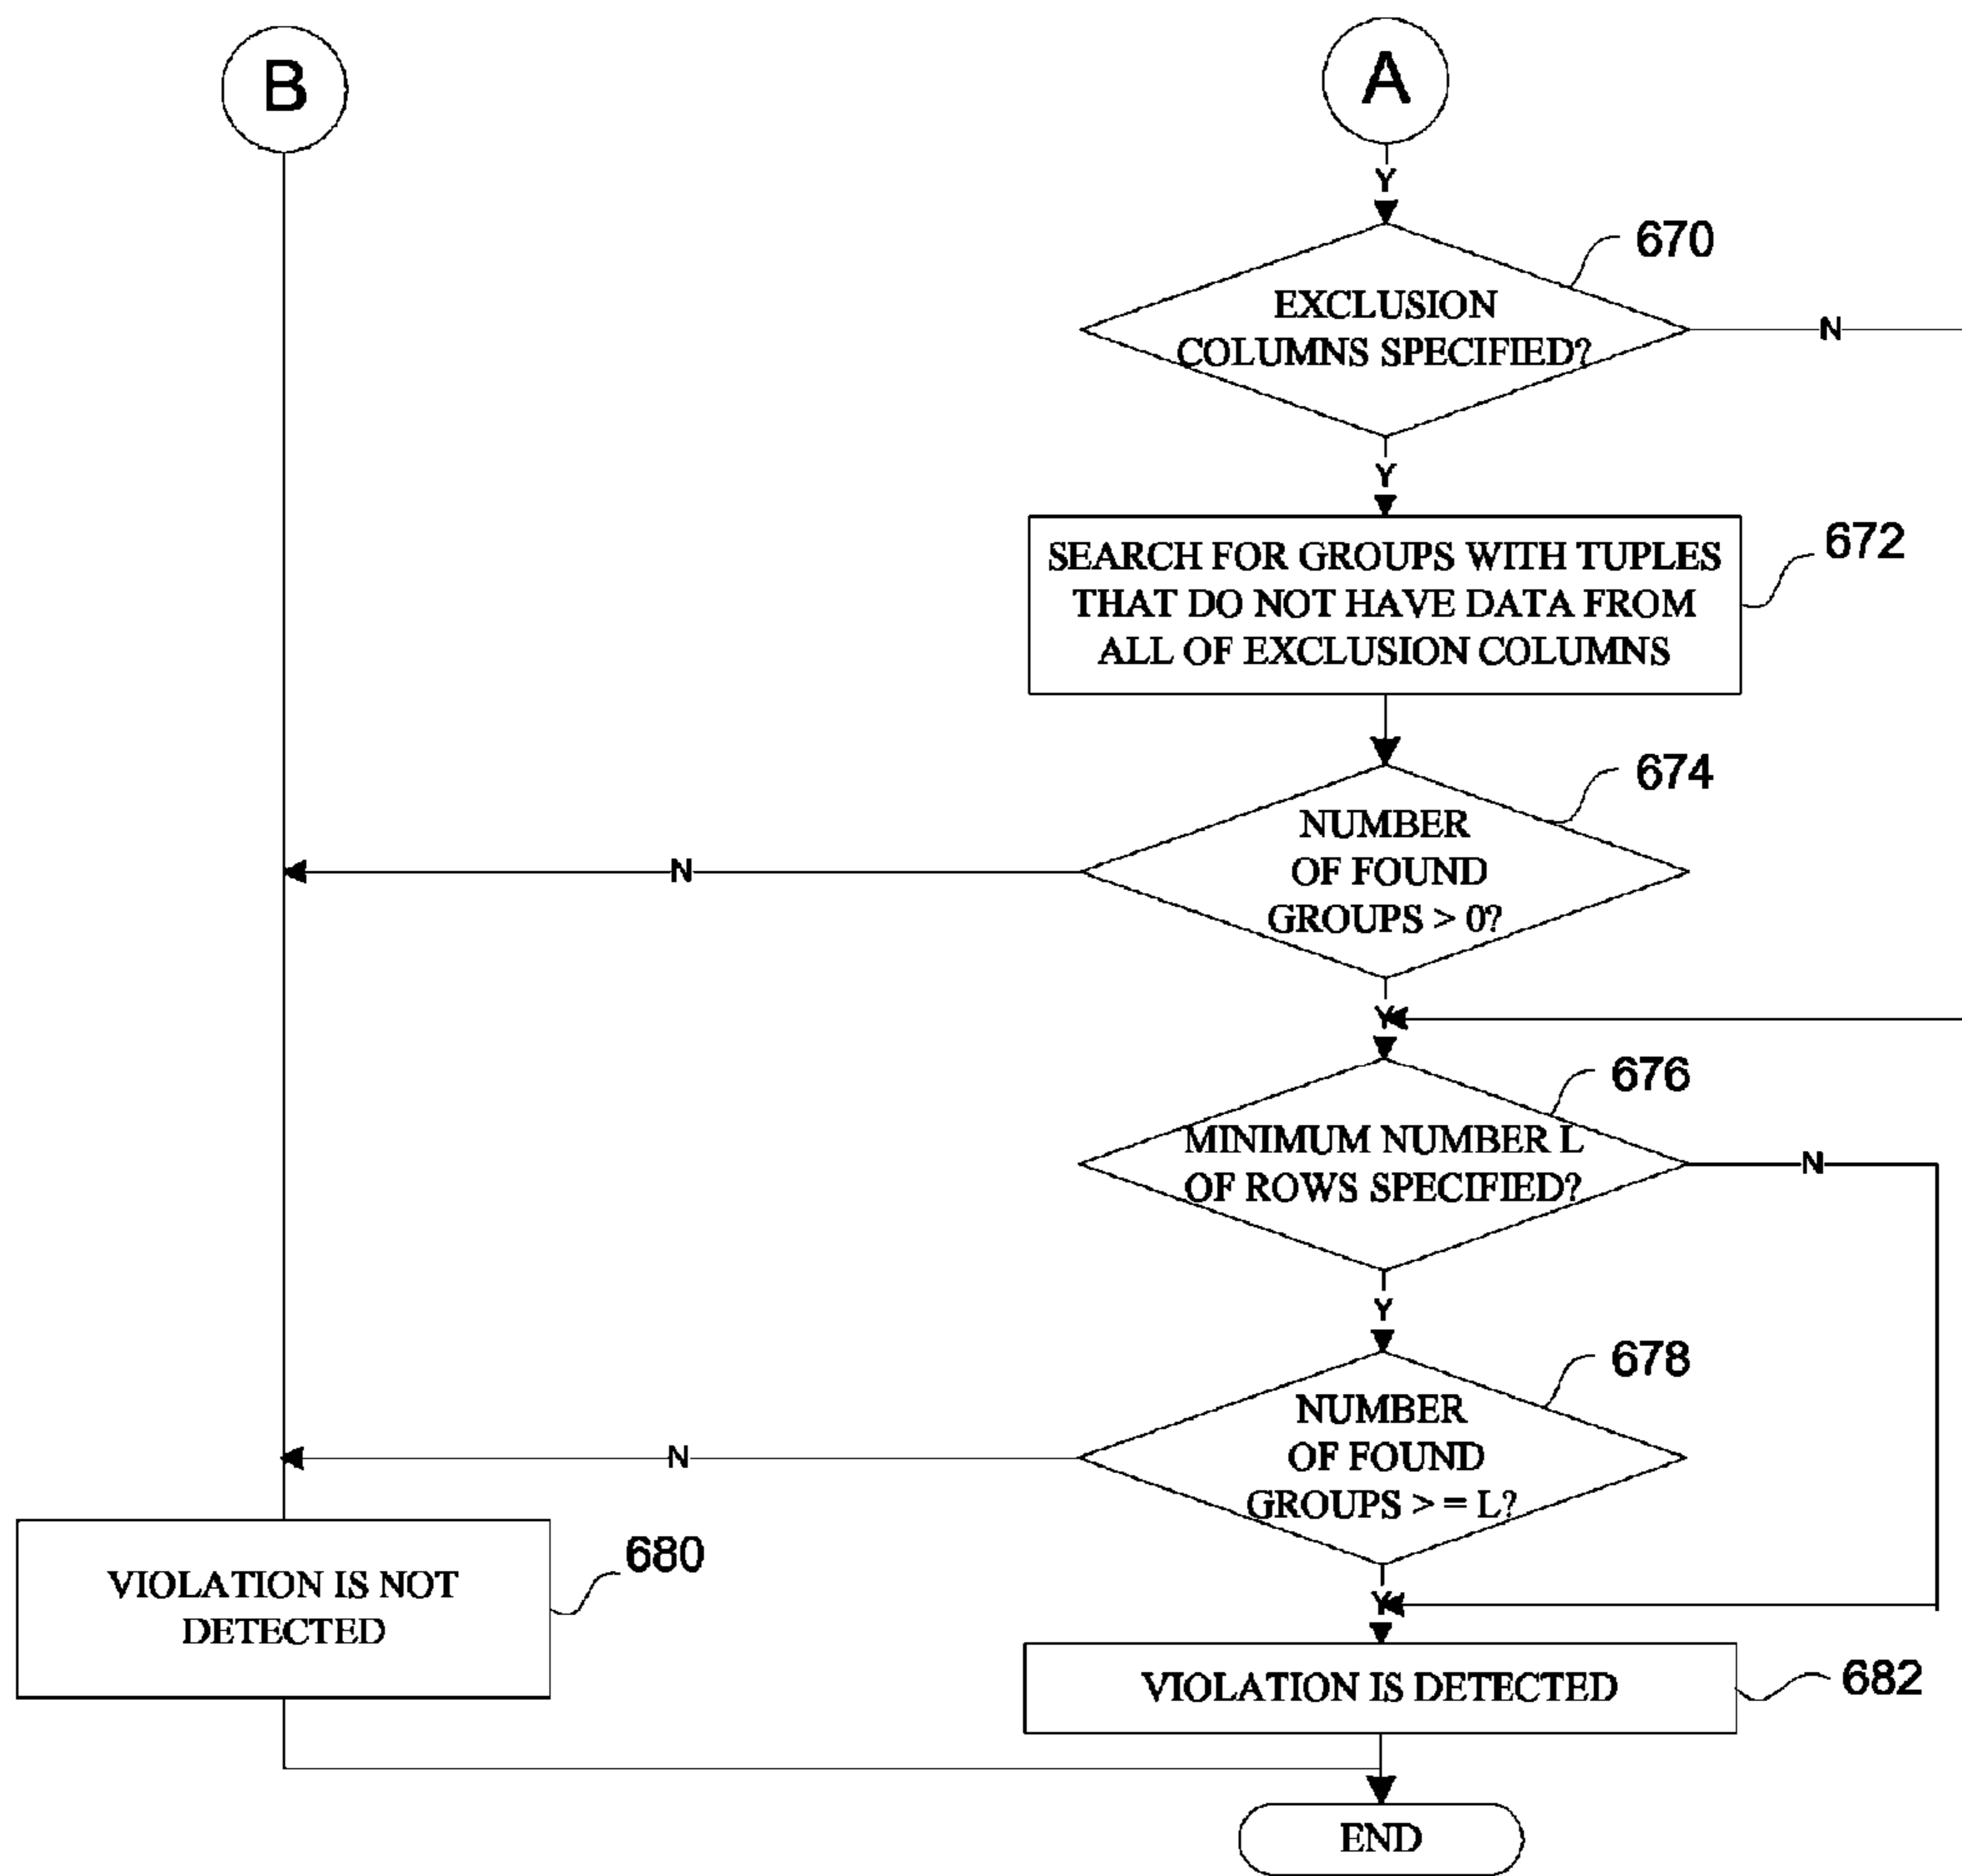 B
A
Y
670
EXCLUSION
COLUMNS SPECIFIED?
N
Y
SEARCH FOR GROUPS WITH TUPLES
THAT DO NOT HAVE DATA FROM
ALL OF EXCLUSION COLUMNS
672
674
NUMBER
OF FOUND
GROUPS > 0?
N
Y
676
MINIMUM NUMBER L
OF ROWS SPECIFIED?
N
Y
678
NUMBER
OF FOUND
GROUPS > = L?
N
Y
VIOLATION IS NOT
DETECTED
680
VIOLATION IS DETECTED
682
END